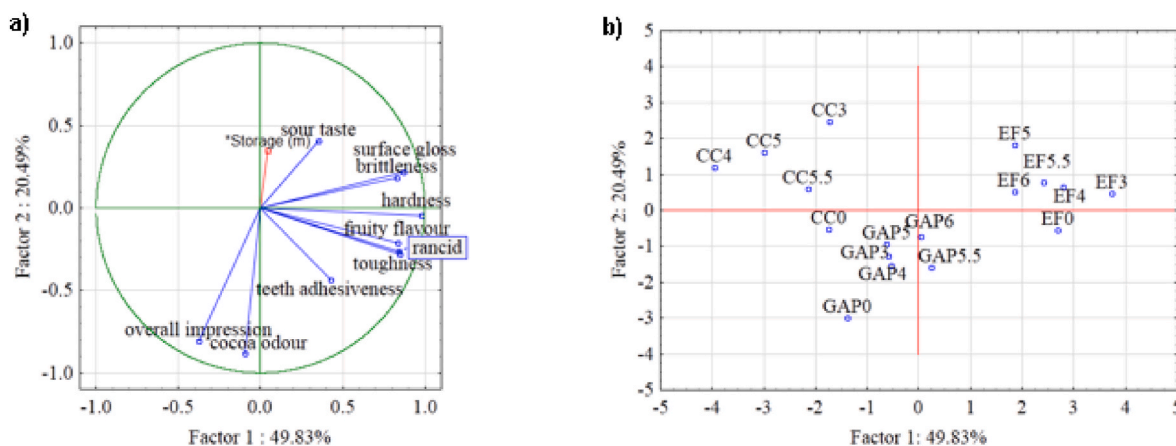 a)
1.0
0.5
0.0
-0.5
-1.0
Factor 2 : 20.49%
sour taste
*Storage (m)
surface gloss
brittleness
hardness
fruity flavour
rancid
toughness
teeth adhesiveness
overall impression
cocoa odour
-1.0 -0.5 0.0 0.5 1.0
Factor 1 : 49.83%
b)
5
4
3
2
1
0
-1
-2
-3
-4
-5
Factor 2: 20.49%
CC3
CC5
CC4
CC5.5
CC0
EF5
EF5.5
EF6
EF4
EF3
EF0
GAP6
GAP5
GAP3
GAP5.5
GAP4
GAP0
-5 -4 -3 -2 -1 0 1 2 3 4 5
Factor 1: 49.83%